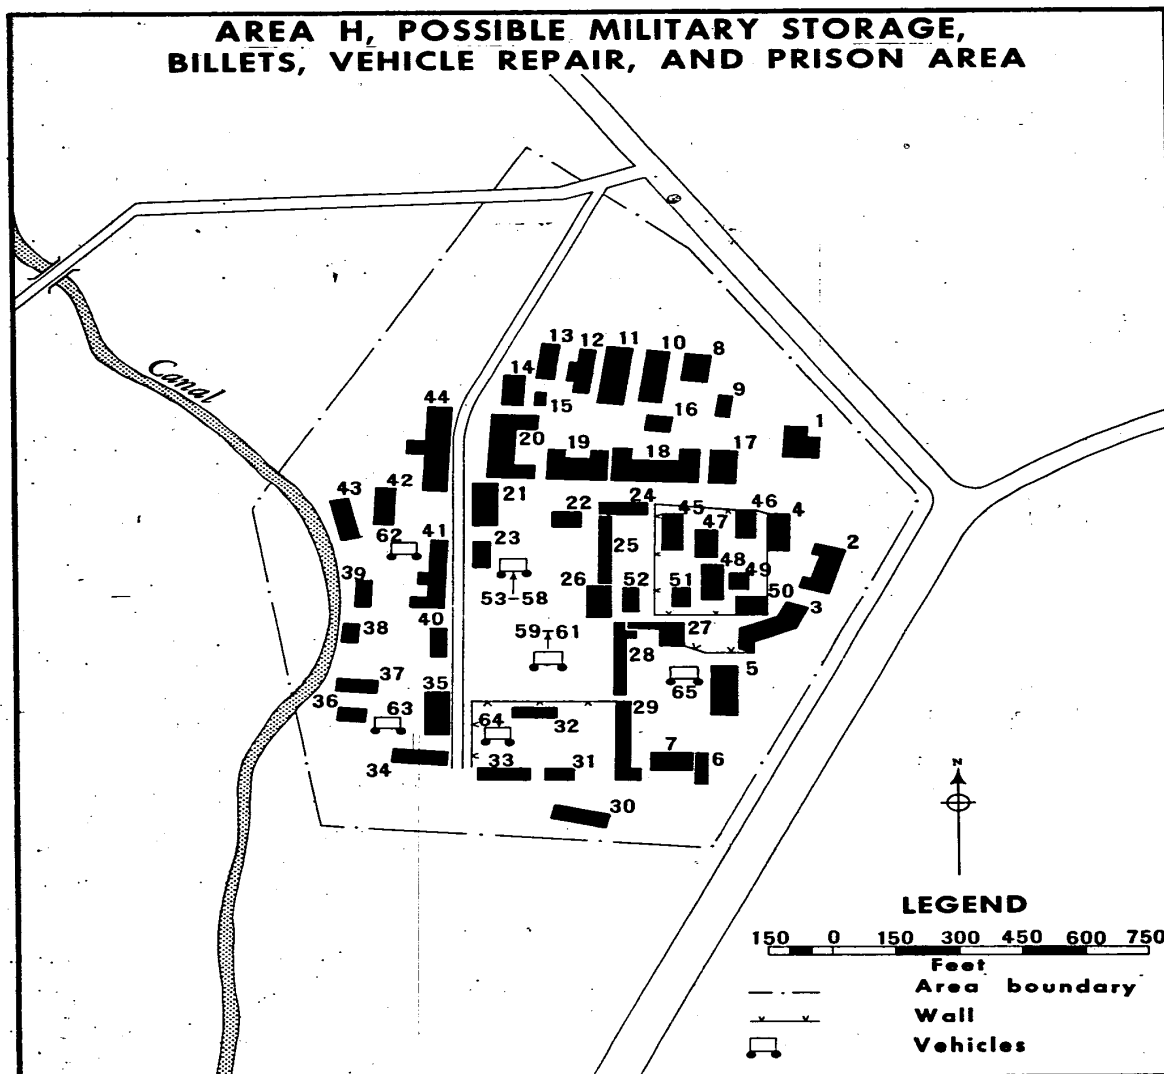 AREA H, POSSIBLE MILITARY STORAGE,
BILLETS, VEHICLE REPAIR, AND PRISON AREA
Canal
13 12 11 10 8
14 15 9
44 16 1
20 19 18 17
43 42 21 22 24 45 46 4
62 41 23 25 47 2
53-58 48 49
39 26 52 51 50 3
38 40 59-61 28 27
37 65 5
36 63 35 64 32 29
34 33 31 7 6
30
N
LEGEND
150 0 150 300 450 600 750
Feet
Area boundary
Wall
Vehicles